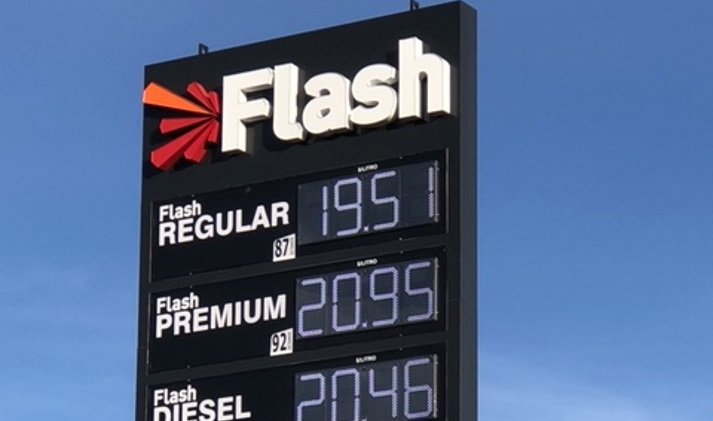 Flash
$/LITRO
Flash
REGULAR
87
19.51
$/LITRO
Flash
PREMIUM
92
20.95
$/LITRO
Flash
DIESEL
20.46